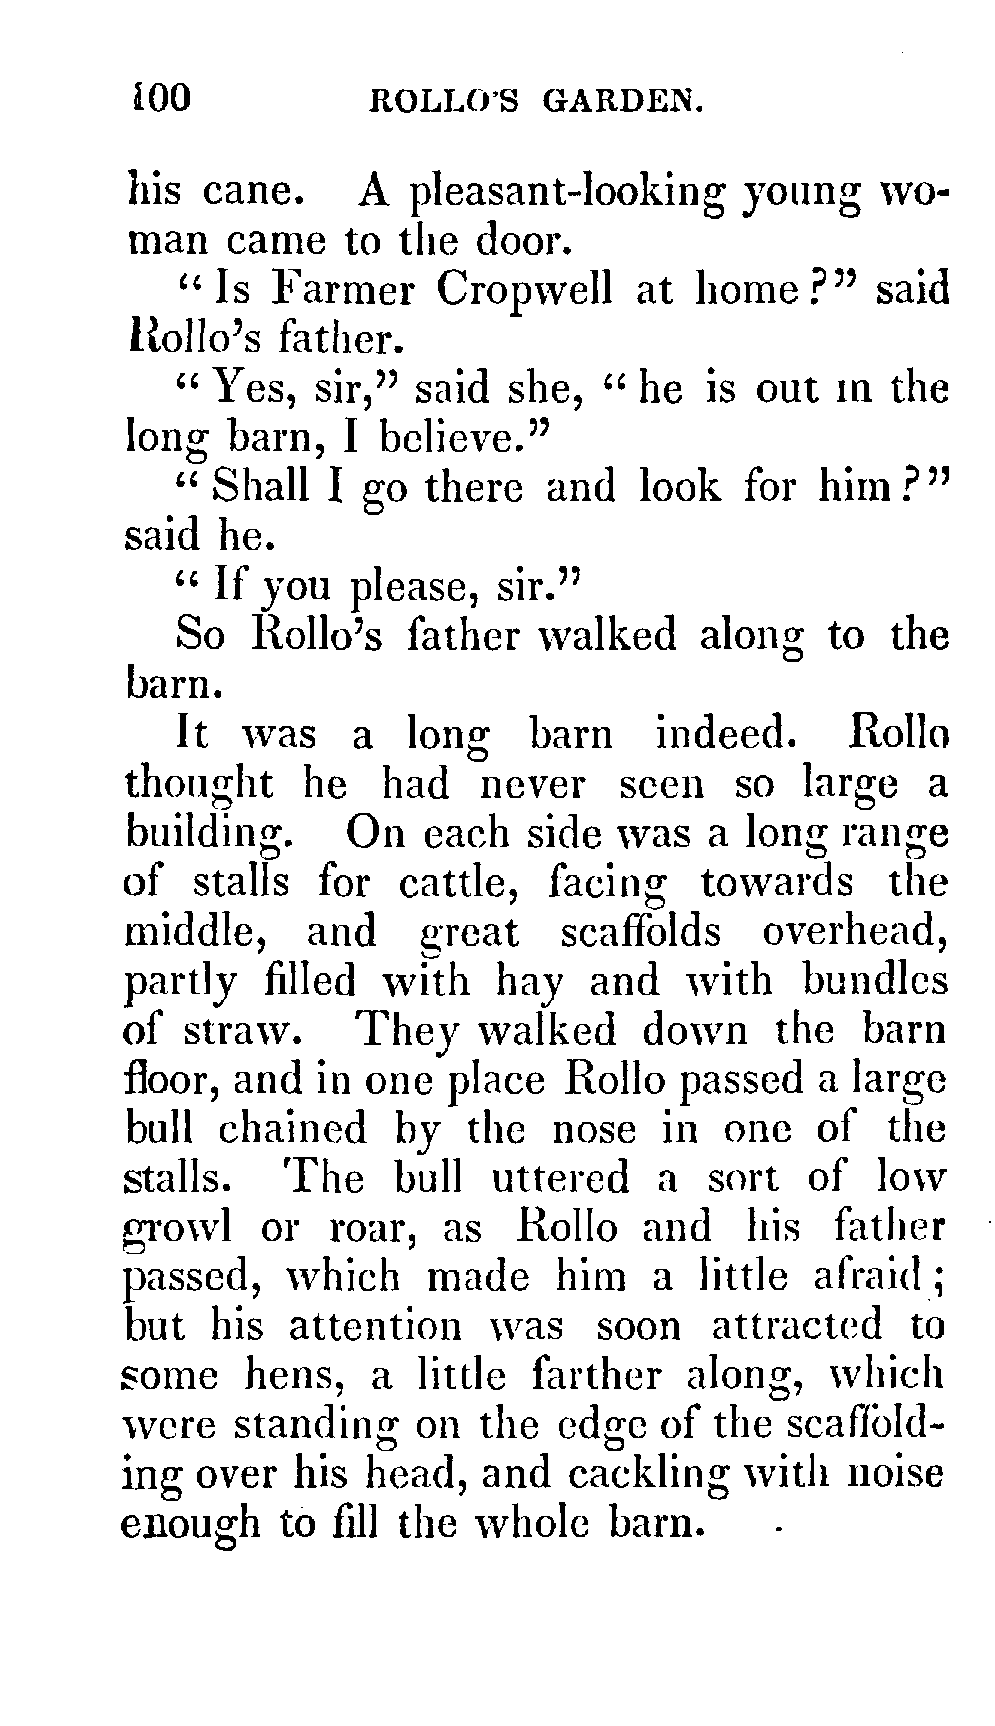 100 ROLLO'S GARDEN.
his cane. A pleasant-looking young wo-
man came to the door.
"Is Farmer Cropwell at home?" said
Rollo's father.
"Yes, sir," said she, "he is out in the
long barn, I believe."
"Shall I go there and look for him?"
said he.
"If you please, sir."
So Rollo's father walked along to the
barn.
It was a long barn indeed. Rollo
thought he had never seen so large a
building. On each side was a long range
of stalls for cattle, facing towards the
middle, and great scaffolds overhead,
partly filled with hay and with bundles
of straw. They walked down the barn
floor, and in one place Rollo passed a large
bull chained by the nose in one of the
stalls. The bull uttered a sort of low
growl or roar, as Rollo and his father
passed, which made him a little afraid;
but his attention was soon attracted to
some hens, a little farther along, which
were standing on the edge of the scaffold-
ing over his head, and cackling with noise
enough to fill the whole barn.